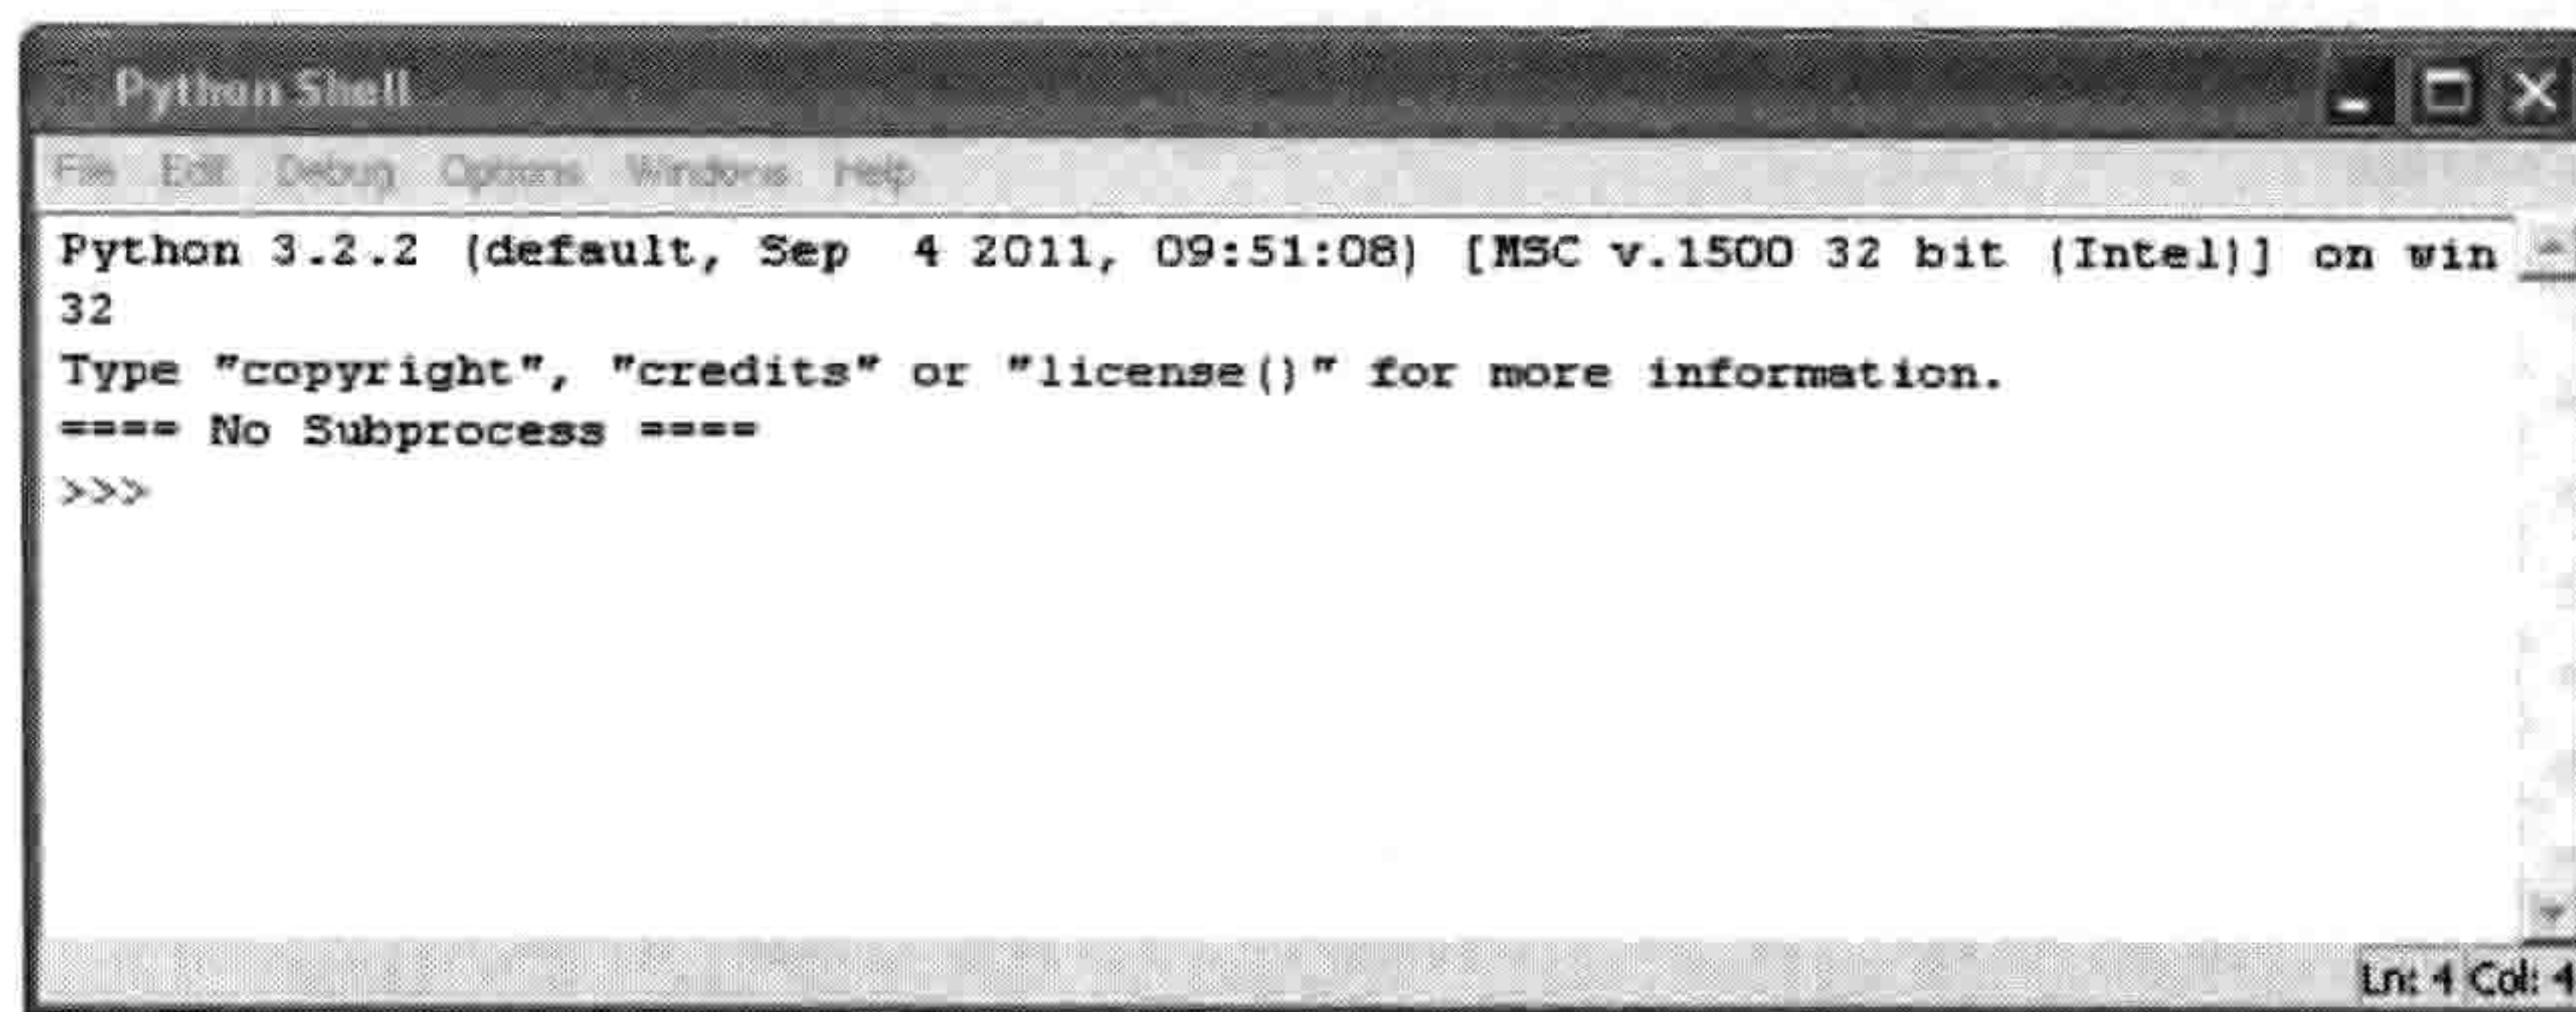 Python Shell
File Edit Debug Options Windows Help
Python 3.2.2 (default, Sep  4 2011, 09:51:08) [MSC v.1500 32 bit (Intel)] on win
32
Type "copyright", "credits" or "license()" for more information.
==== No Subprocess ====
>>>
Ln: 4 Col: 4